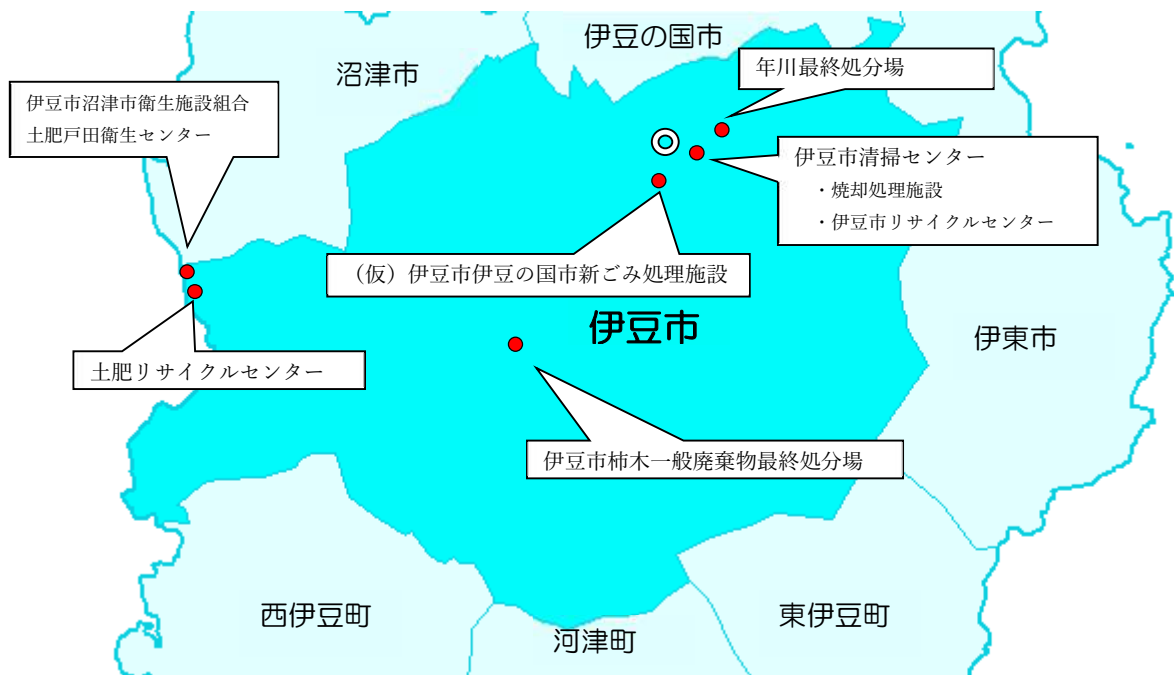 伊豆の国市
沼津市
年川最終処分場
伊豆市沼津市衛生施設組合
土肥戸田衛生センター
伊豆市清掃センター
・焼却処理施設
・伊豆市リサイクルセンター
（仮）伊豆市伊豆の国市新ごみ処理施設
伊豆市
伊東市
土肥リサイクルセンター
伊豆市柿木一般廃棄物最終処分場
西伊豆町
東伊豆町
河津町